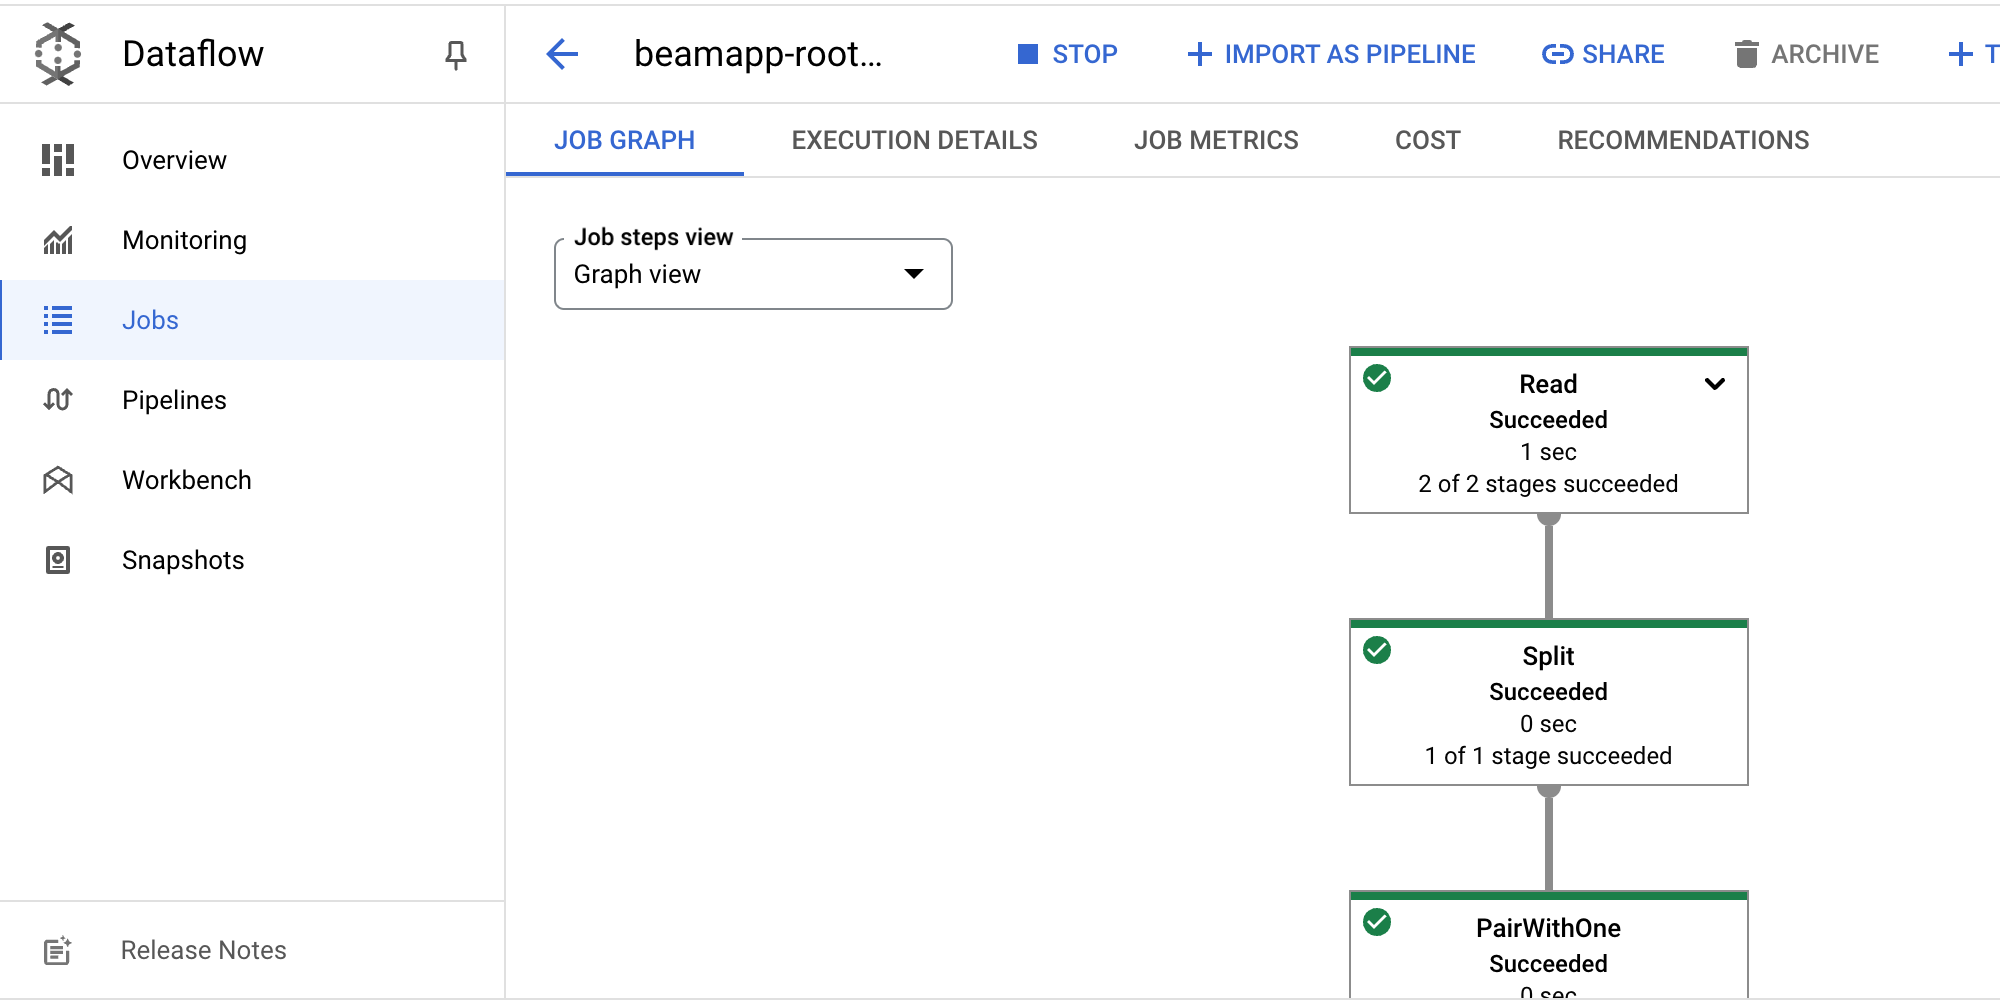 Dataflow
beamapp-root...
STOP
IMPORT AS PIPELINE
SHARE
ARCHIVE
T
Overview
Monitoring
Jobs
Pipelines
Workbench
Snapshots
Release Notes
JOB GRAPH
EXECUTION DETAILS
JOB METRICS
COST
RECOMMENDATIONS
Job steps view
Graph view
Read
Succeeded
1 sec
2 of 2 stages succeeded
Split
Succeeded
0 sec
1 of 1 stage succeeded
PairWithOne
Succeeded
0 sec